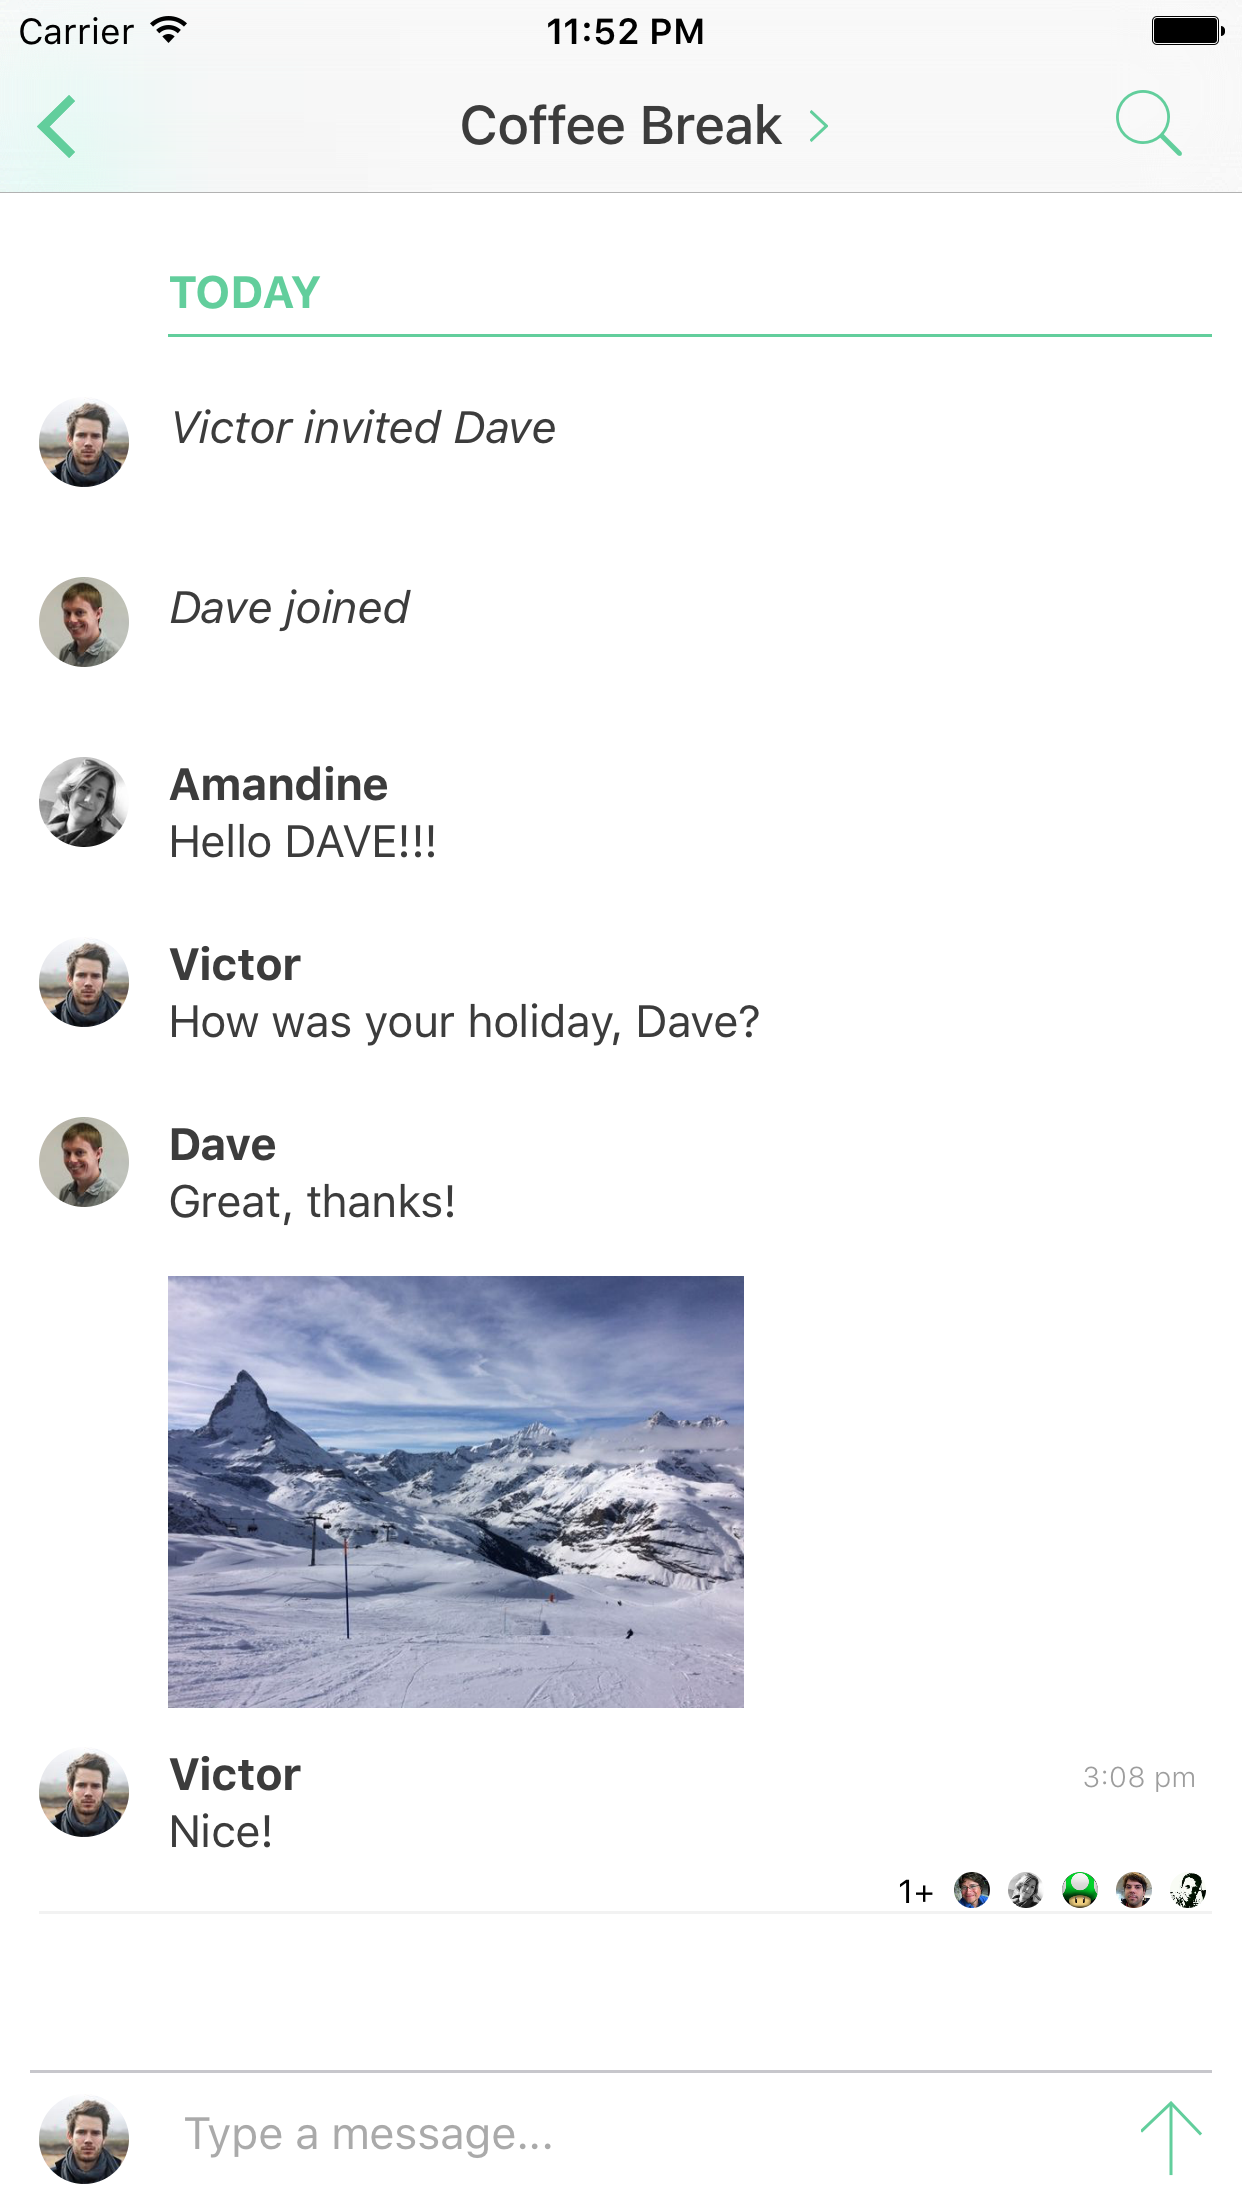 Carrier 11:52 PM
Coffee Break
TODAY
Victor invited Dave
Dave joined
Amandine
Hello DAVE!!!
Victor
How was your holiday, Dave?
Dave
Great, thanks!
Victor 3:08 pm
Nice!
1+
Type a message...